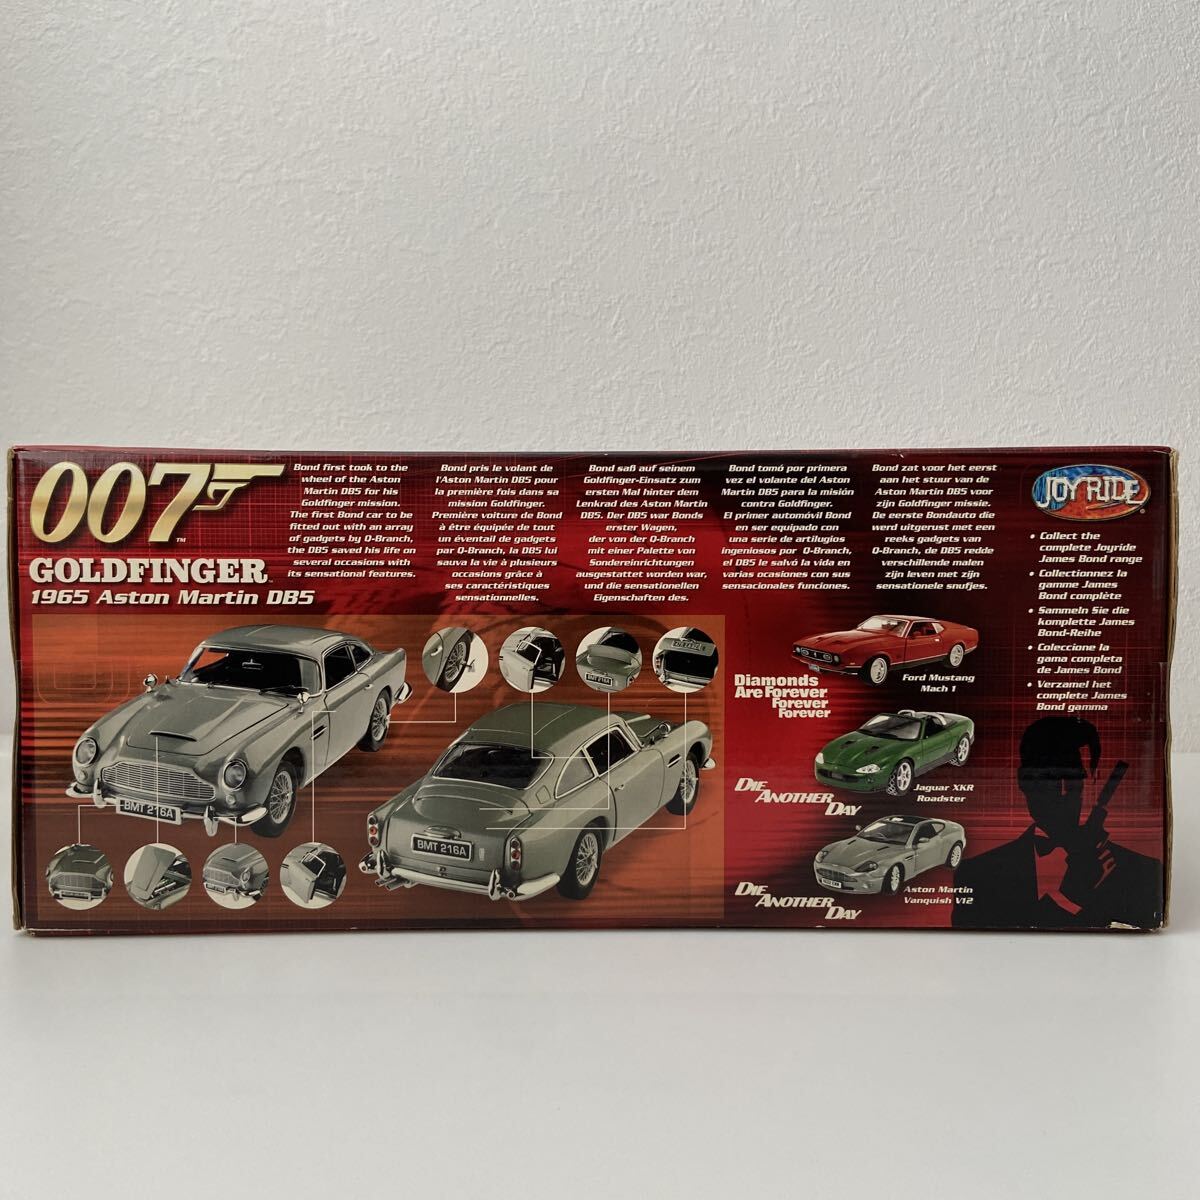 007
TM
GOLDFINGER
1965 Aston Martin DB5
Bond first took to the
wheel of the Aston
Martin DB5 for his
Goldfinger mission.
The first Bond car to be
fitted out with an array
of gadgets by Q-Branch,
the DB5 saved his life on
several occasions with
its sensational features.
Bond pris le volant de
l'Aston Martin DB5 pour
la première fois dans sa
mission Goldfinger.
Première voiture de Bond
à être équipée de tout
un éventail de gadgets
par Q-Branch, la DB5 lui
sauva la vie à plusieurs
occasions grâce à
ses caractéristiques
sensationnelles.
Bond saß auf seinem
Goldfinger-Einsatz zum
ersten Mal hinter dem
Lenkrad des Aston Martin
DB5. Der DB5 war Bonds
erster Wagen,
der von der Q-Branch
mit einer Palette von
Sondereinrichtungen
ausgestattet worden war,
und die sensationellen
Eigenschaften des.
Bond tomó por primera
vez el volante del Aston
Martin DB5 para la misión
contra Goldfinger.
El primer automóvil Bond
en ser equipado con
una serie de artilugios
ingeniosos por Q-Branch,
el DB5 le salvó la vida en
varias ocasiones con sus
sensacionales funciones.
Bond zat voor het eerst
aan het stuur van de
Aston Martin DB5 voor
zijn Goldfinger missie.
De eerste Bondauto die
werd uitgerust met een
reeks gadgets van
Q-Branch, de DB5 redde
verschillende malen
zijn leven met zijn
sensationele snufjes.
JOYRIDE
®
• Collect the
complete Joyride
James Bond range
• Collectionnez la
gamme James
Bond complète
• Sammeln Sie die
komplette James
Bond-Reihe
• Coleccione la
gama completa
de James Bond
• Verzamel het
complete James
Bond gamma
BMT 216A
BMT 216A
Diamonds
Are Forever
Forever
Forever
Ford Mustang
Mach 1
Die
Another
Day
Jaguar XKR
Roadster
Die
Another
Day
Aston Martin
Vanquish V12